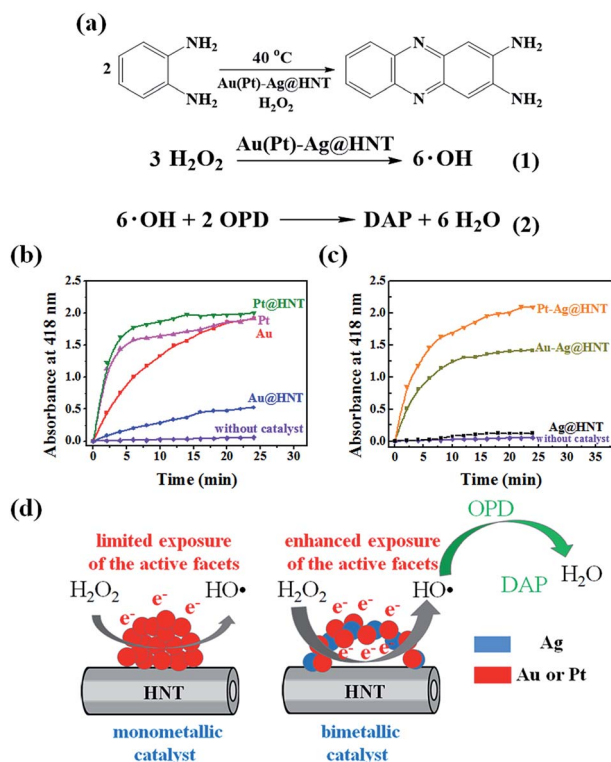 (a)
2
NH₂
NH₂
40 °C
Au(Pt)-Ag@HNT
H₂O₂
N
N
NH₂
NH₂
3 H₂O₂ Au(Pt)-Ag@HNT 6·OH (1)
6·OH + 2 OPD DAP + 6 H₂O (2)
(b)
Absorbance at 418 nm
2.5
2.0
1.5
1.0
0.5
0.0
Pt@HNT
Pt
Au
Au@HNT
without catalyst
0 5 10 15 20 25 30
Time (min)
(c)
Absorbance at 418 nm
2.5
2.0
1.5
1.0
0.5
0.0
Pt-Ag@HNT
Au-Ag@HNT
Ag@HNT
without catalyst
0 5 10 15 20 25 30 35
Time (min)
(d)
limited exposure
of the active facets
H₂O₂
HO•
e⁻ e⁻ e⁻
HNT
monometallic
catalyst
enhanced exposure
of the active facets
H₂O₂
HO•
e⁻ e⁻ e⁻
e⁻ e⁻ e⁻
HNT
bimetallic
catalyst
OPD
DAP
H₂O
Ag
Au or Pt